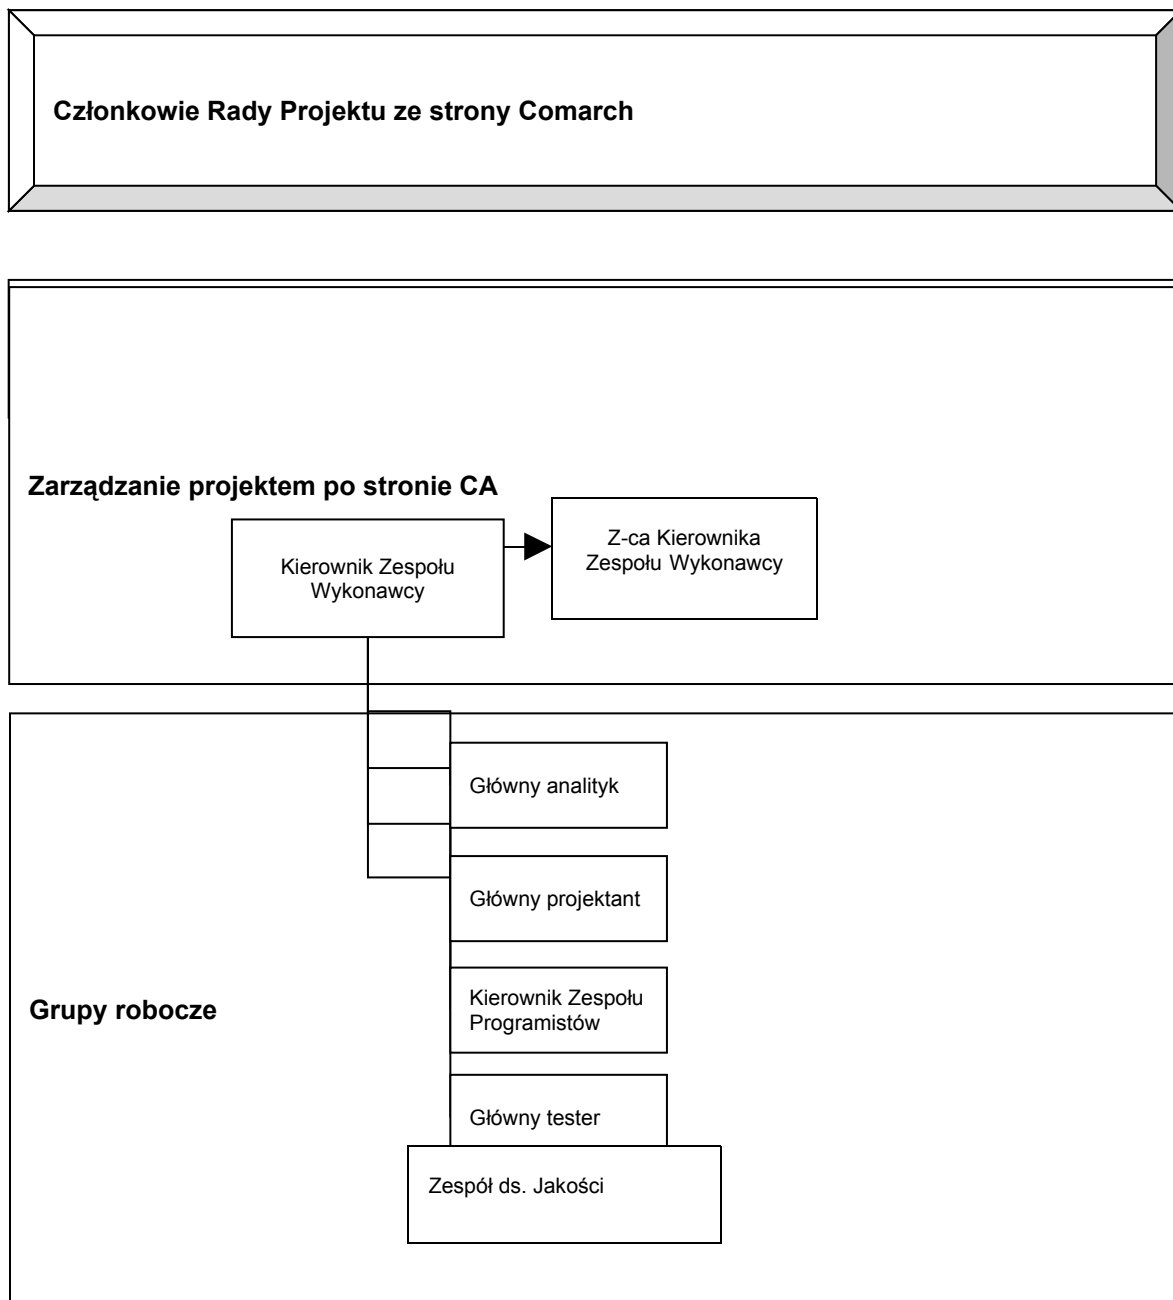 Członkowie Rady Projektu ze strony Comarch
Zarządzanie projektem po stronie CA
Kierownik Zespołu
Wykonawcy
Z-ca Kierownika
Zespołu Wykonawcy
Główny analityk
Główny projektant
Grupy robocze
Kierownik Zespołu
Programistów
Główny tester
Zespół ds. Jakości